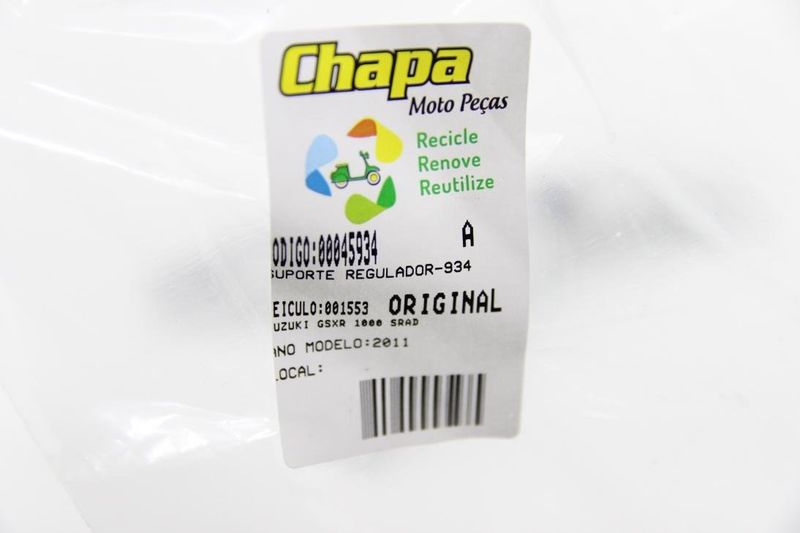 Chapa
Moto Peças
Recicle
Renove
Reutilize
ODIGO:00045934 A
SUPORTE REGULADOR-934
EICULO:001553 ORIGINAL
UZUKI GSXR 1000 SRAD
ANO MODELO:2011
LOCAL: